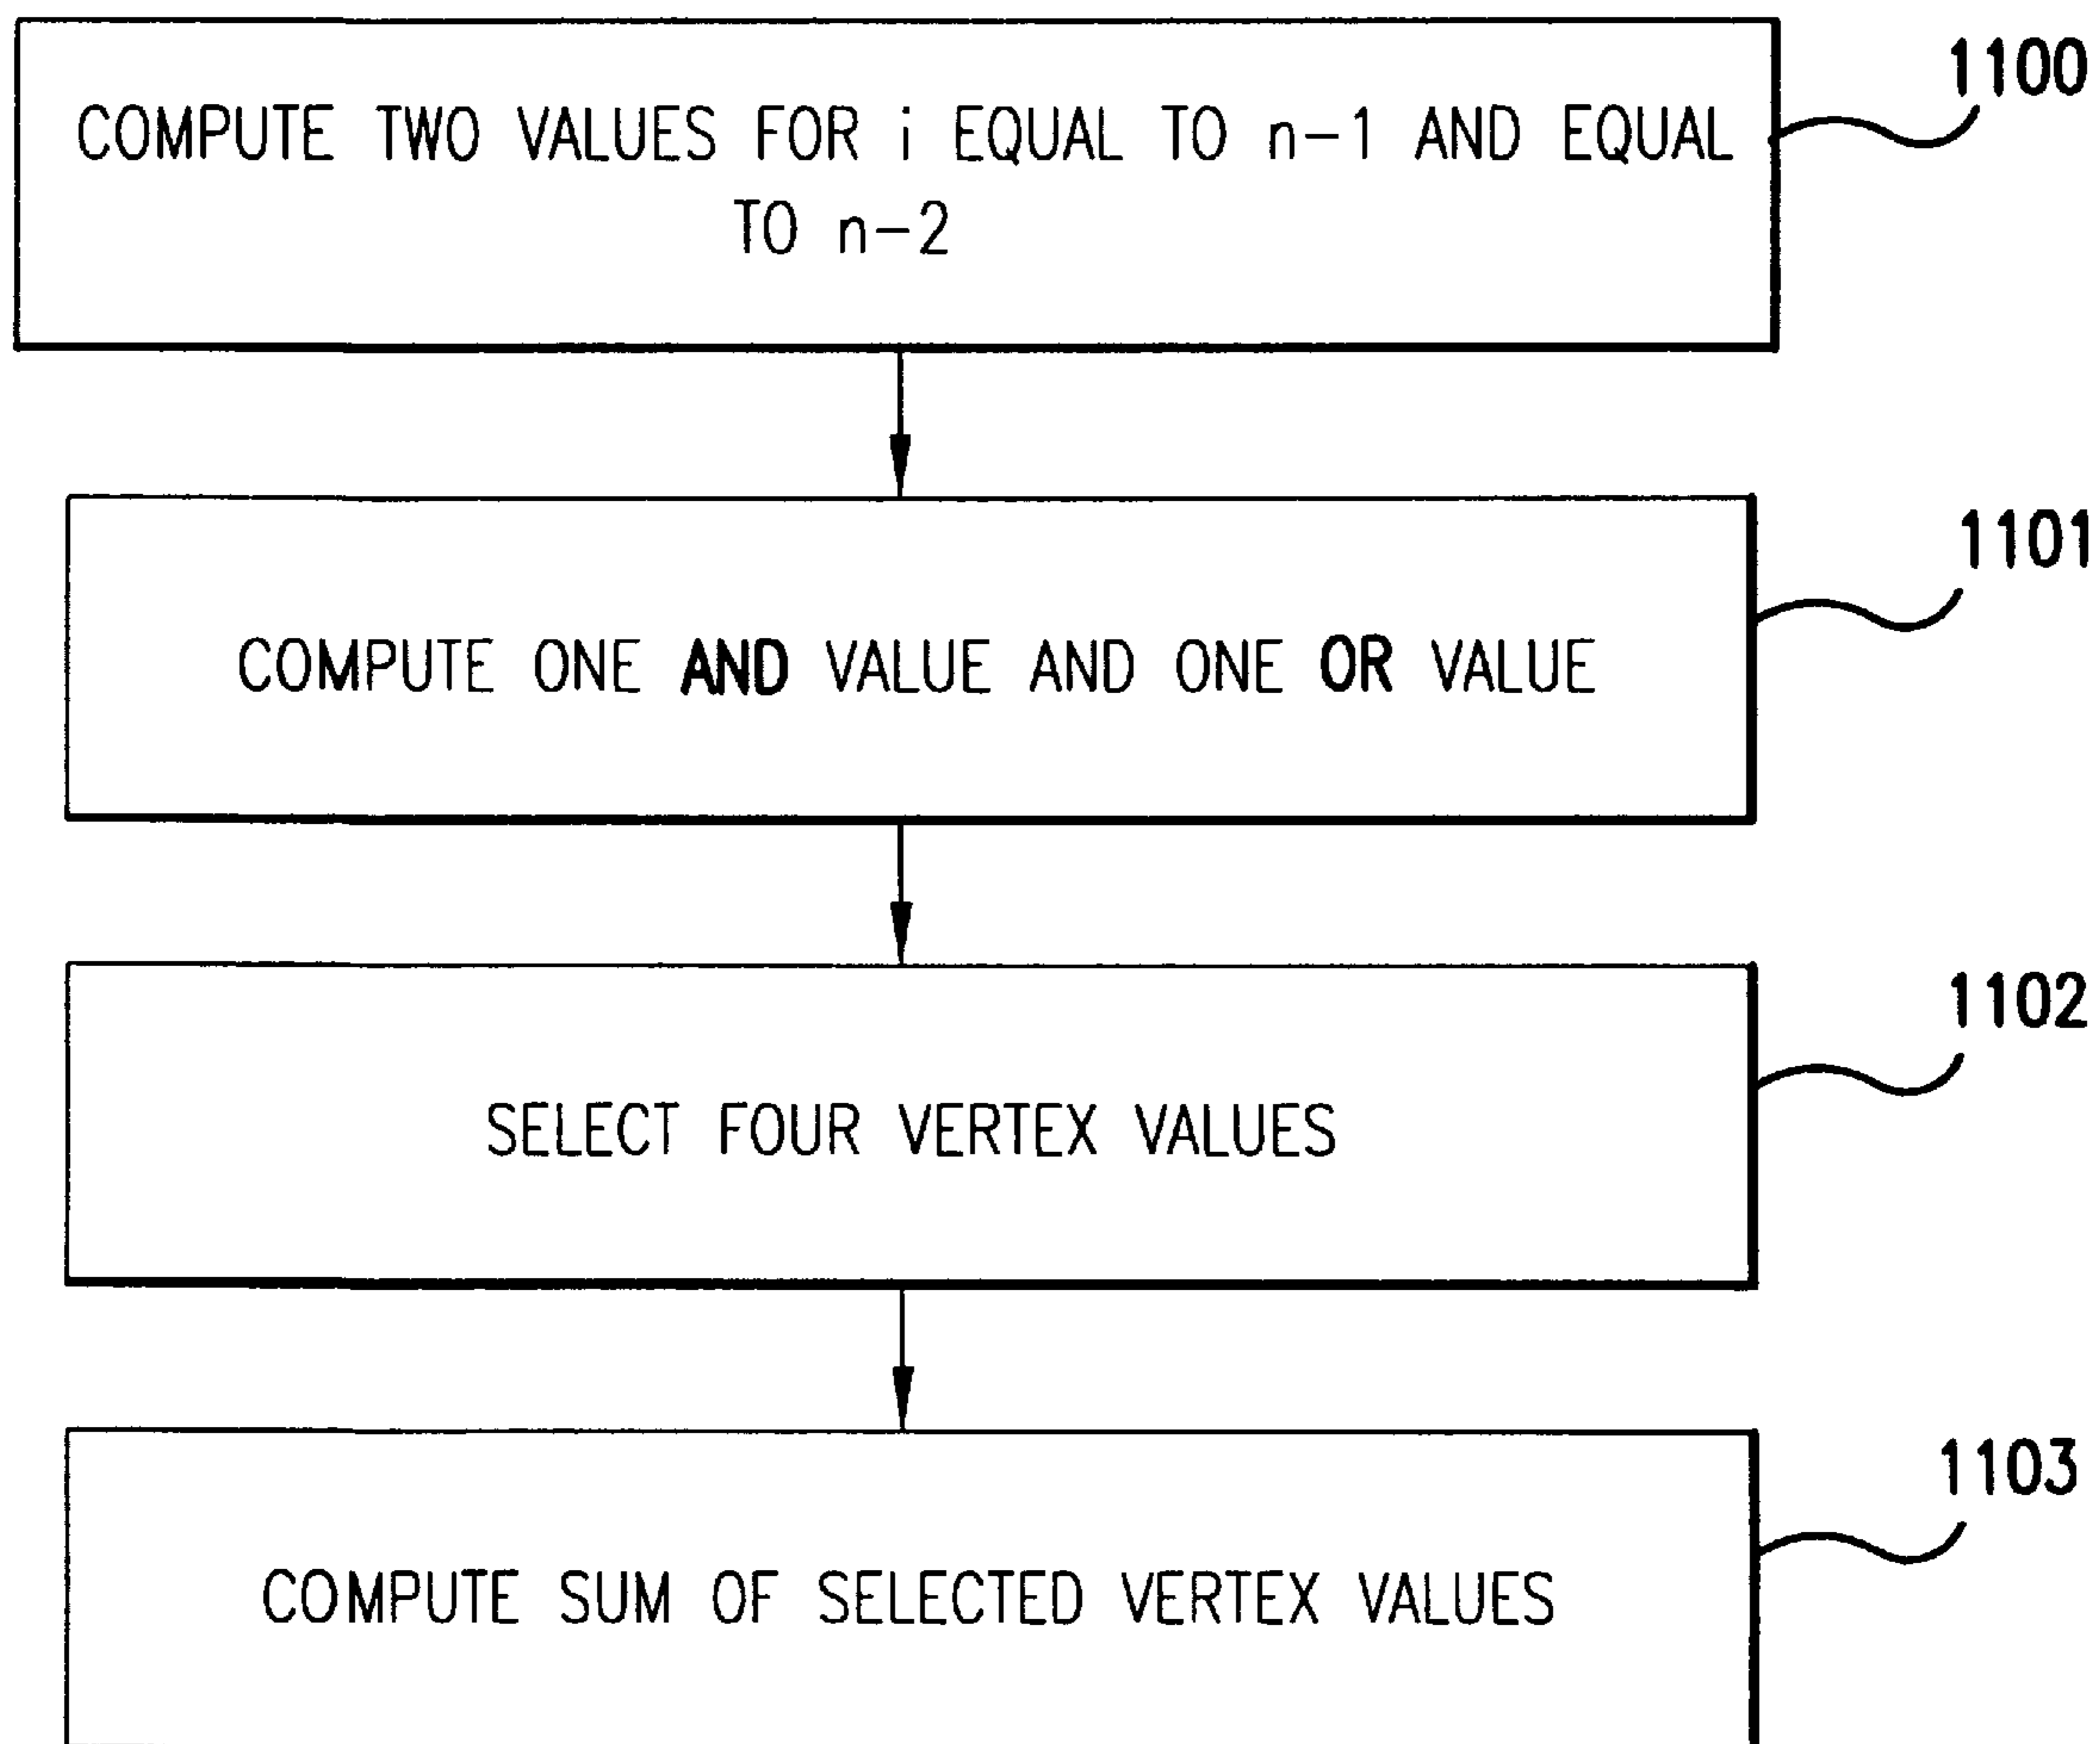 1100
COMPUTE TWO VALUES FOR i EQUAL TO n-1 AND EQUAL
TO n-2
1101
COMPUTE ONE AND VALUE AND ONE OR VALUE
1102
SELECT FOUR VERTEX VALUES
1103
COMPUTE SUM OF SELECTED VERTEX VALUES